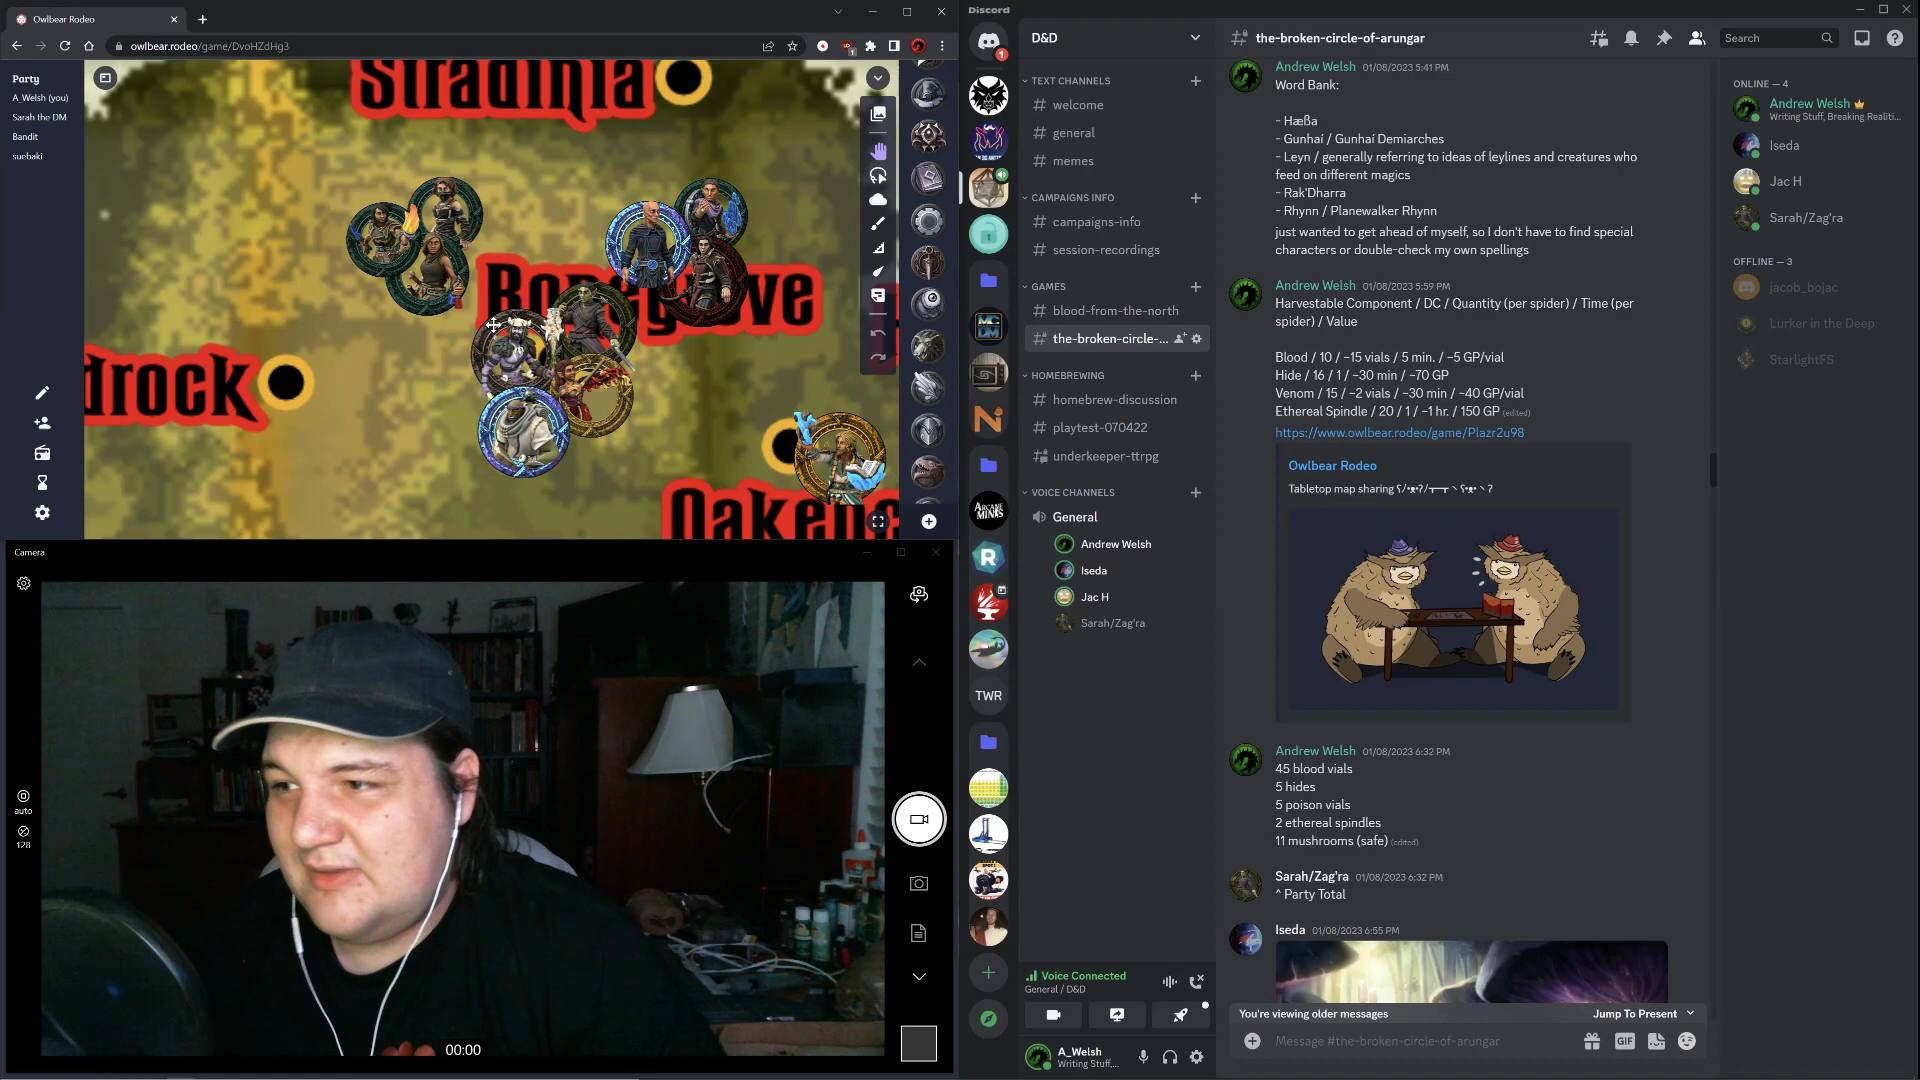 Owlbear Rodeo
owlbear.rodeo/game/DvoHZdHg3
Party
A_Welsh (you)
Sarah the DM
Bandit
suebaki
Bonegrove
drock
Camera
auto
128
00:00
Discord
1
D&D
TEXT CHANNELS
# welcome
# general
# memes
CAMPAIGNS INFO
# campaigns-info
# session-recordings
GAMES
# blood-from-the-north
the-broken-circle-...
HOMEBREWING
# homebrew-discussion
# playtest-070422
underkeeper-ttrpg
VOICE CHANNELS
General
Andrew Welsh
Iseda
Jac H
Sarah/Zag'ra
MCDM
ARCANE MINIS
TWR
Voice Connected
General / D&D
A_Welsh
Writing Stuff,...
the-broken-circle-of-arungar
Search
Andrew Welsh 01/08/2023 5:41 PM
Word Bank:
- Hæßa
- Gunhaí / Gunhaí Demiarches
- Leyn / generally referring to ideas of leylines and creatures who
feed on different magics
- Rak'Dharra
- Rhynn / Planewalker Rhynn
just wanted to get ahead of myself, so I don't have to find special
characters or double-check my own spellings
Andrew Welsh 01/08/2023 5:59 PM
Harvestable Component / DC / Quantity (per spider) / Time (per
spider) / Value
Blood / 10 / ~15 vials / 5 min. / ~5 GP/vial
Hide / 16 / 1 / ~30 min / ~70 GP
Venom / 15 / ~2 vials / ~30 min / ~40 GP/vial
Ethereal Spindle / 20 / 1 / ~1 hr. / 150 GP (edited)
https://www.owlbear.rodeo/game/Plazr2u98
Owlbear Rodeo
Tabletop map sharing
Andrew Welsh 01/08/2023 6:32 PM
45 blood vials
5 hides
5 poison vials
2 ethereal spindles
11 mushrooms (safe) (edited)
Sarah/Zag'ra 01/08/2023 6:32 PM
^ Party Total
Iseda 01/08/2023 6:55 PM
You're viewing older messages Jump To Present
Message #the-broken-circle-of-arungar
GIF
ONLINE — 4
Andrew Welsh
Writing Stuff, Breaking Realiti...
Iseda
Jac H
Sarah/Zag'ra
OFFLINE — 3
jacob_bojac
Lurker in the Deep
StarlightFS